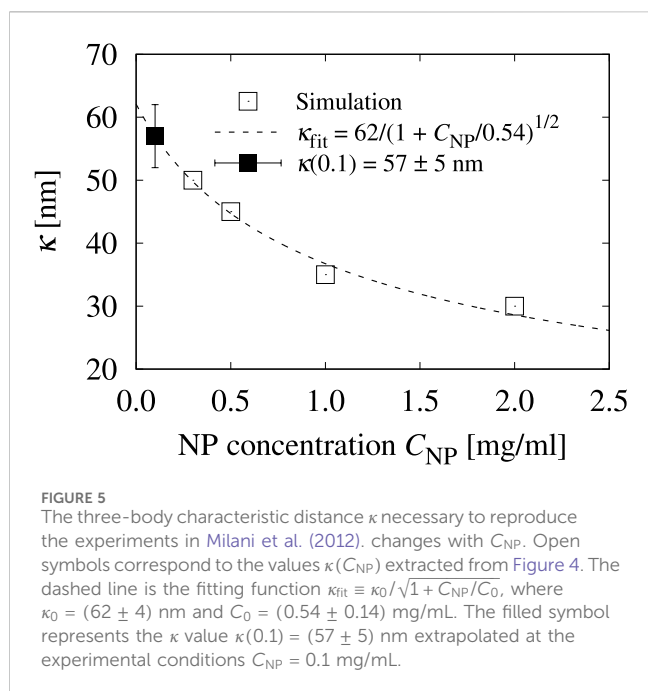 70
60
50
40
30
20
κ [nm]
Simulation
κfit = 62/(1 + CNP/0.54)1/2
κ(0.1) = 57 ± 5 nm
0.0 0.5 1.0 1.5 2.0 2.5
NP concentration CNP [mg/ml]
FIGURE 5
The three-body characteristic distance κ necessary to reproduce
the experiments in Milani et al. (2012). changes with CNP. Open
symbols correspond to the values κ(CNP) extracted from Figure 4. The
dashed line is the fitting function κfit ≡ κ0/√1 + CNP/C0, where
κ0 = (62 ± 4) nm and C0 = (0.54 ± 0.14) mg/mL. The filled symbol
represents the κ value κ(0.1) = (57 ± 5) nm extrapolated at the
experimental conditions CNP = 0.1 mg/mL.